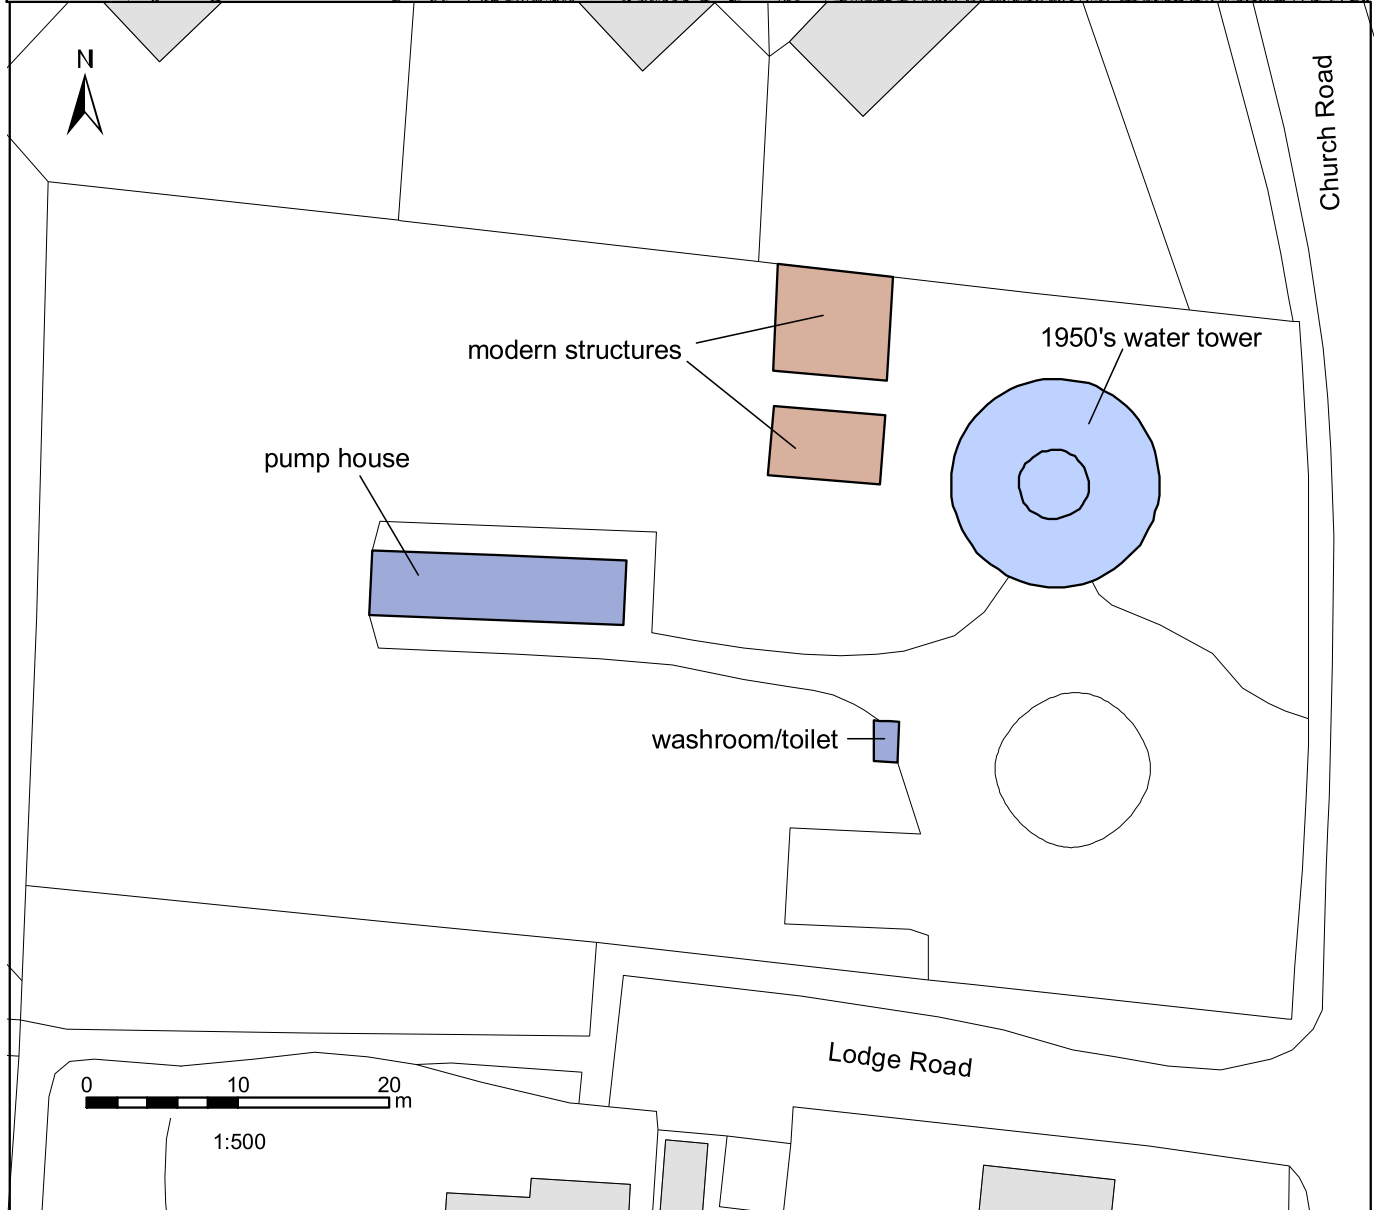 N
Church Road
1950's water tower
modern structures
pump house
washroom/toilet
Lodge Road
0 10 20
m
1:500